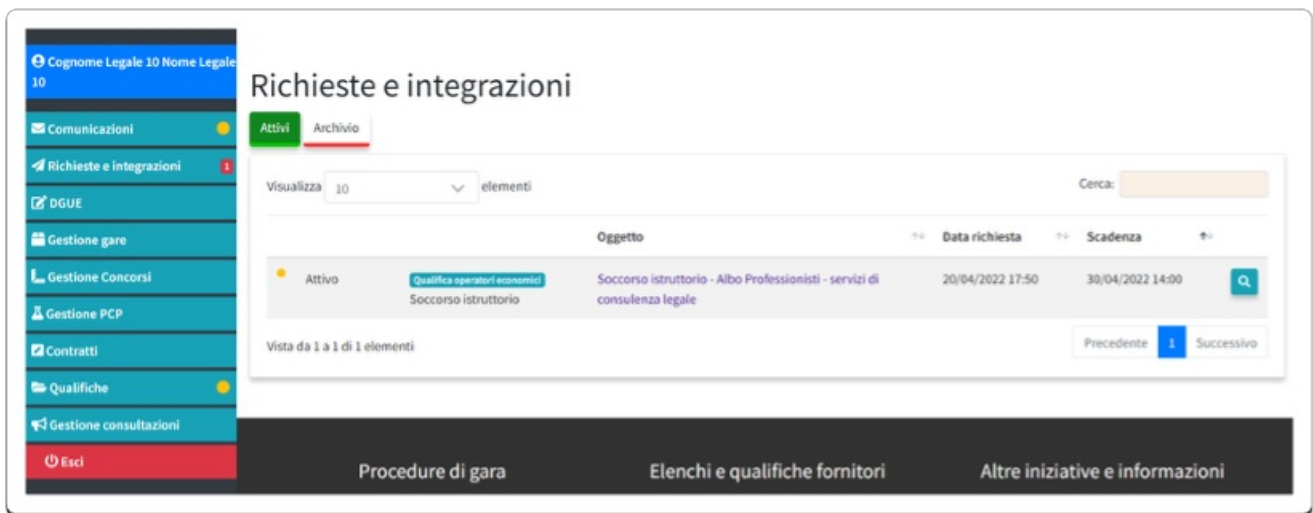 Cognome Legale 10 Nome Legale
10
Comunicazioni
Richieste e integrazioni 1
DGUE
Gestione gare
Gestione Concorsi
Gestione PCP
Contratti
Qualifiche
Gestione consultazioni
Esci
Richieste e integrazioni
Attivi Archivio
Visualizza 10 elementi Cerca:
Oggetto Data richiesta Scadenza
Attivo Qualifica operatori economici Soccorso istruttorio - Albo Professionisti - servizi di 20/04/2022 17:50 30/04/2022 14:00
Soccorso istruttorio consulenza legale
Vista da 1 a 1 di 1 elementi Precedente 1 Successivo
Procedure di gara Elenchi e qualifiche fornitori Altre iniziative e informazioni